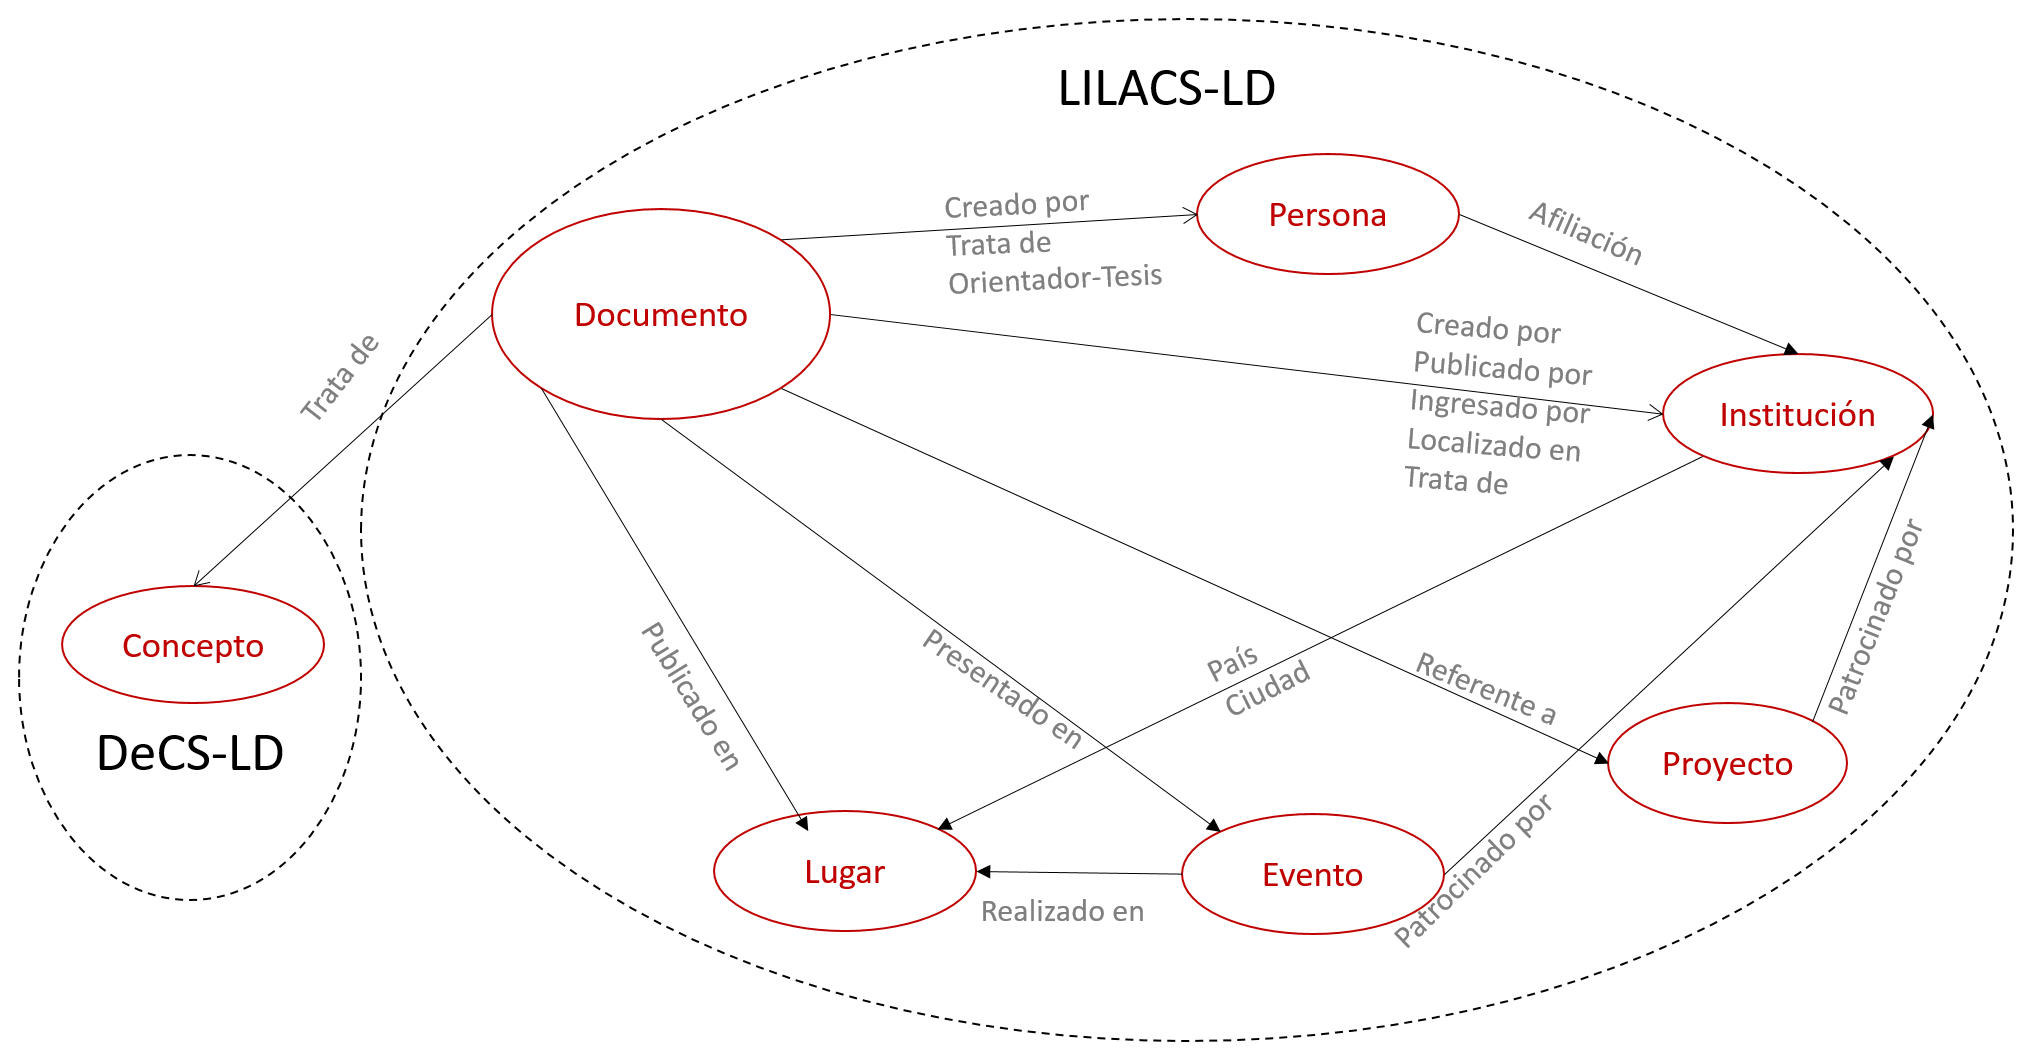 LILACS-LD
Creado por
Trata de
Orientador-Tesis
Persona
Afiliación
Documento
Trata de
Creado por
Publicado por
Ingresado por
Localizado en
Trata de
Institución
Concepto
DeCS-LD
Publicado en
Presentado en
País
Ciudad
Referente a
Patrocinado por
Proyecto
Patrocinado por
Lugar
Evento
Realizado en